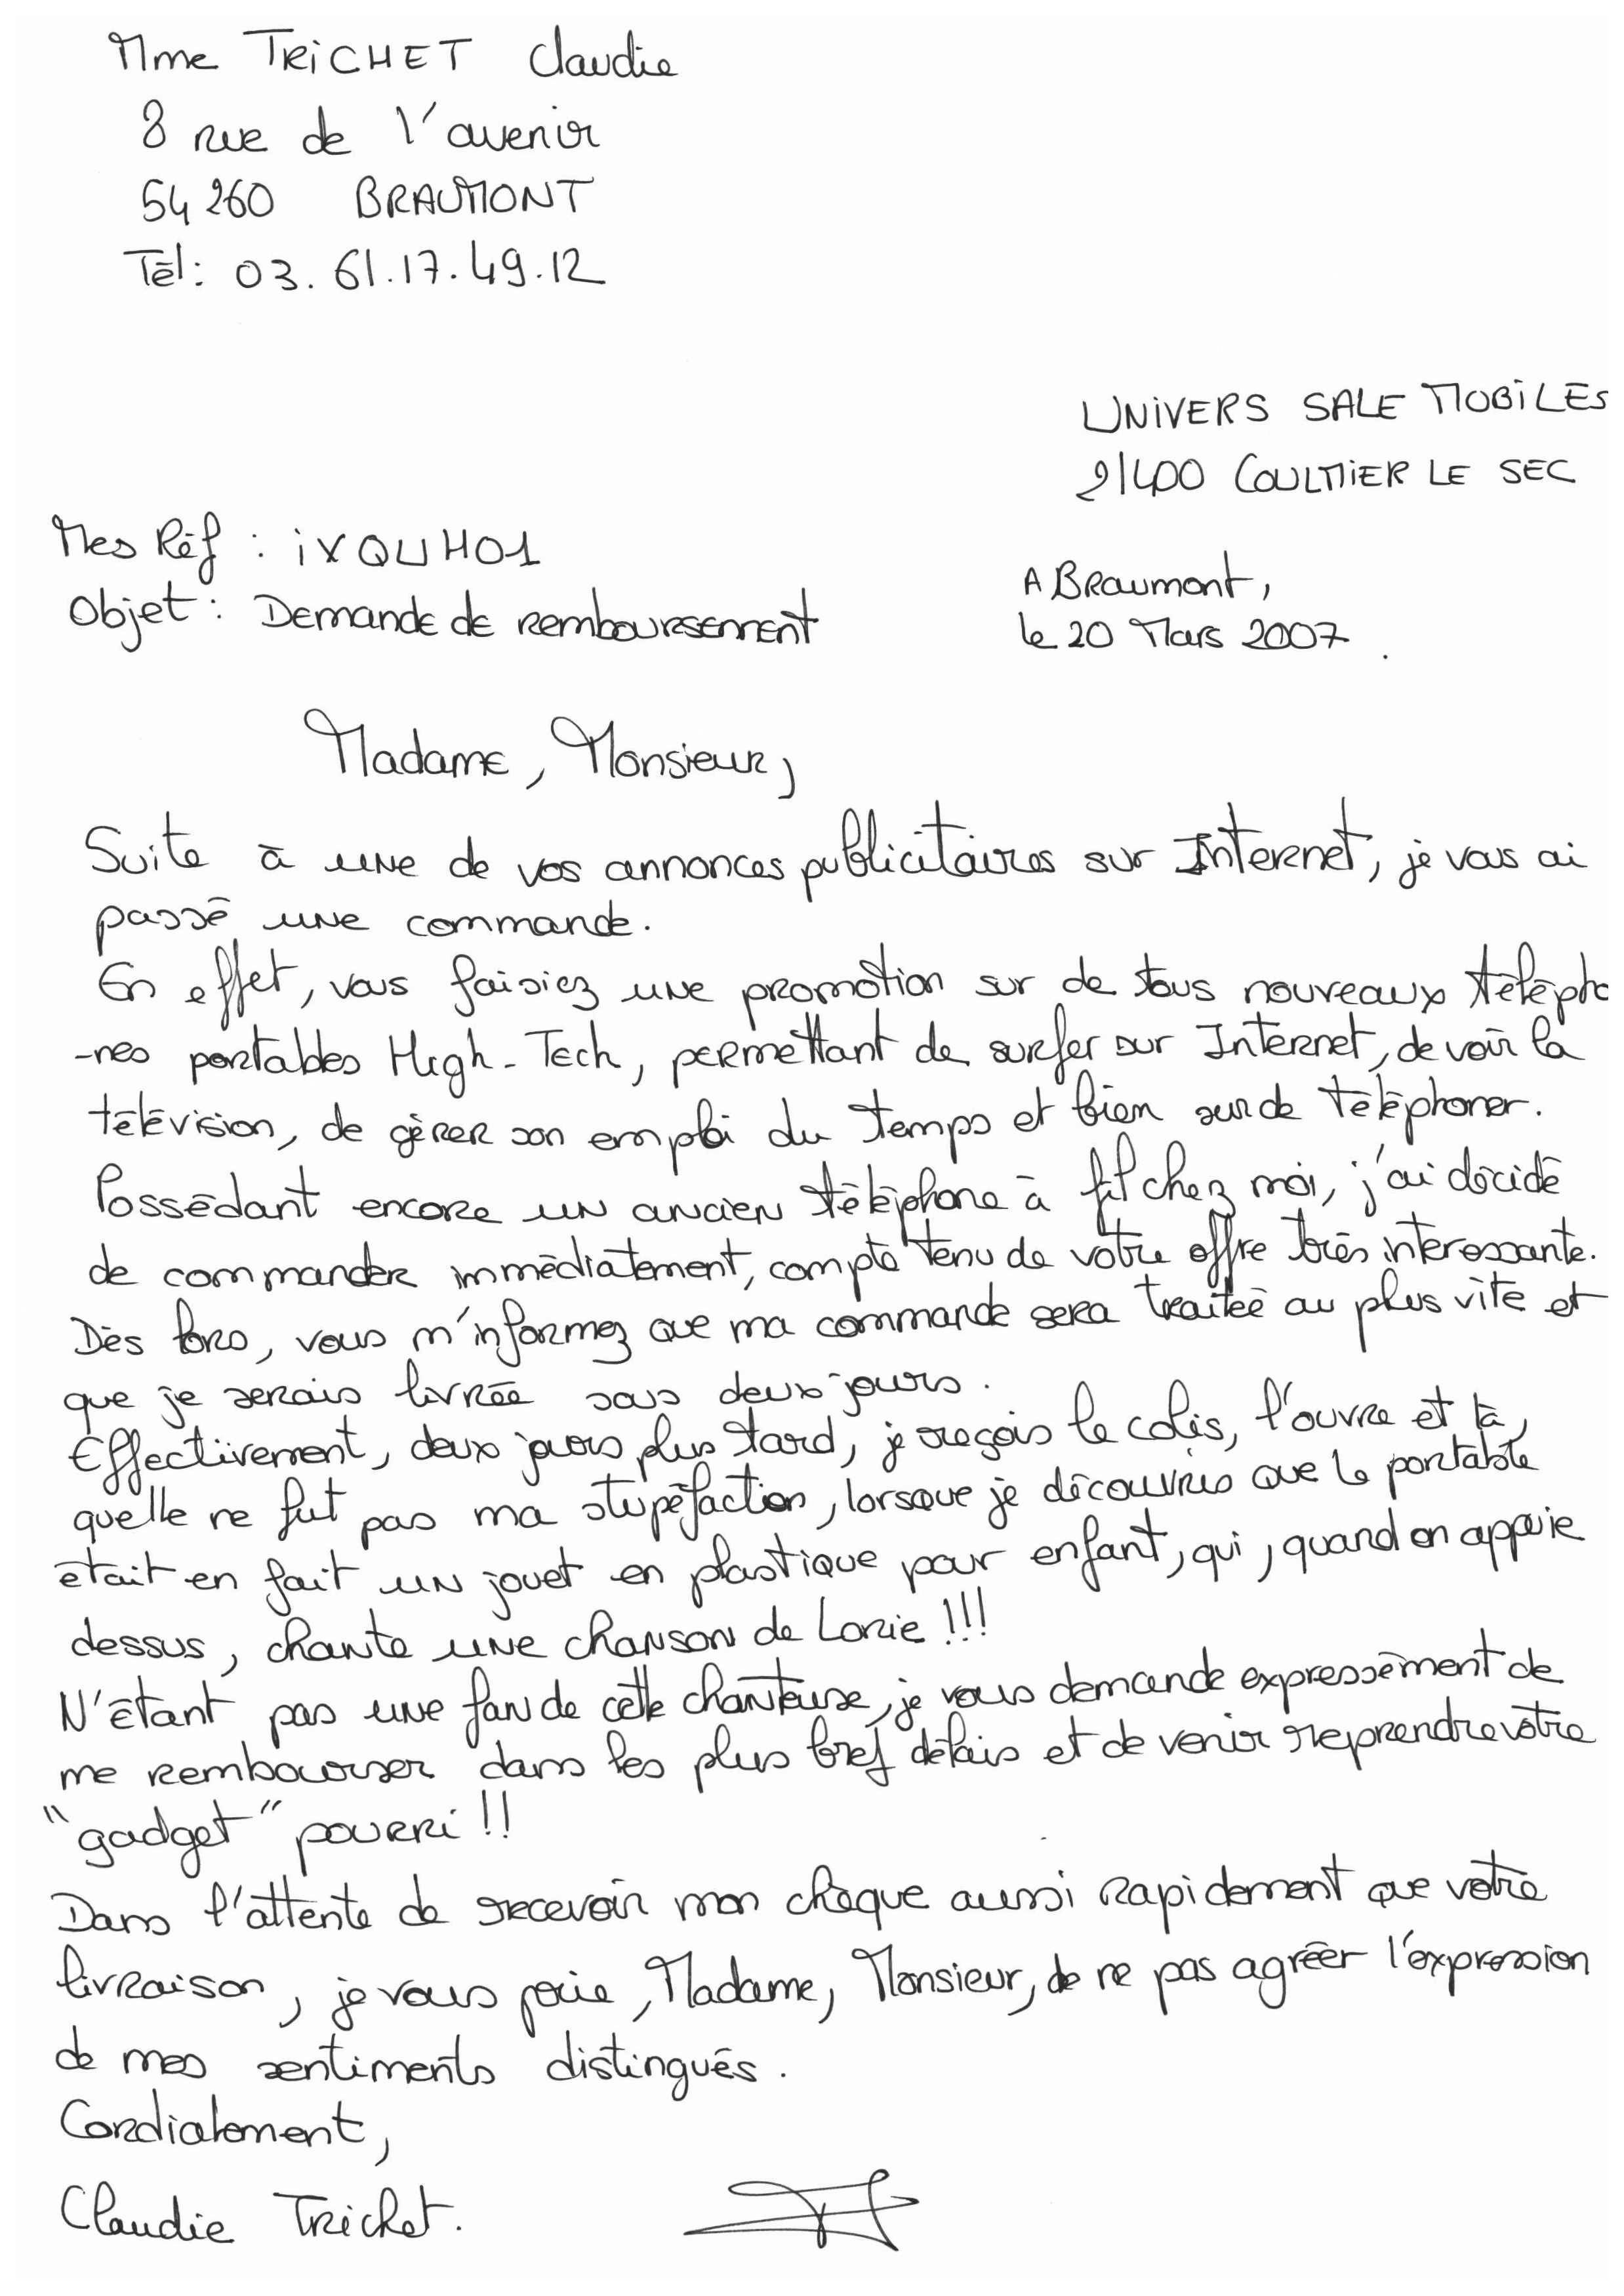 Mme TRiCHET Claudie
8 rue de l'avenir
54260 BRAUMONT
Tél: 03.61.17.49.12
UNIVERS SALE MOBILES
21400 COULMIER LE SEC
Mes Réf : iXQUH01
A Braumont,
Objet : Demande de remboursement
le 20 Mars 2007.
Madame, Monsieur,
Suite à une de vos annonces publicitaires sur Internet, je vous ai
passé une commande.
En effet, vous faisiez une promotion sur de tous nouveaux télépho
-nes portables High-Tech, permettant de surfer sur Internet, de voir la
télévision, de gérer son emploi du temps et bien sur de téléphoner.
Possédant encore un ancien téléphone à fil chez moi, j'ai décidé
de commander immédiatement, compte tenu de votre offre très interessante.
Dès lors, vous m'informez que ma commande sera traiteé au plus vite et
que je serais livrée sous deux jours.
Effectivement, deux jours plus tard, je reçois le colis, l'ouvre et là,
quelle ne fut pas ma stupéfaction, lorsque je découvris que le portable
était en fait un jouet en plastique pour enfant, qui, quand on appuie
dessus, chante une chanson de Lorie !!!
N'étant pas une fan de cette chanteuse, je vous demande expressément de
me rembourser dans les plus bref délais et de venir reprendre votre
"gadget" pourri !!
Dans l'attente de recevoir mon chèque aussi rapidement que votre
livraison, je vous prie, Madame, Monsieur, de ne pas agréer l'expression
de mes sentiments distingués.
Cordialement,
Claudie Trichet.